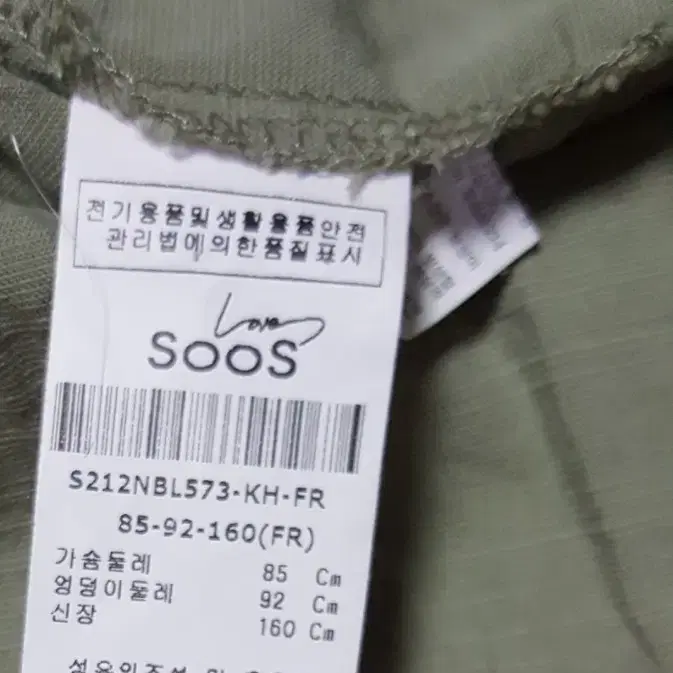 전기용품및생활용품안전
관리법에의한품질표시
Loves
SOOS
S212NBL573-KH-FR
85-92-160(FR)
가슴둘레 85 Cm
엉덩이둘레 92 Cm
신장 160 Cm